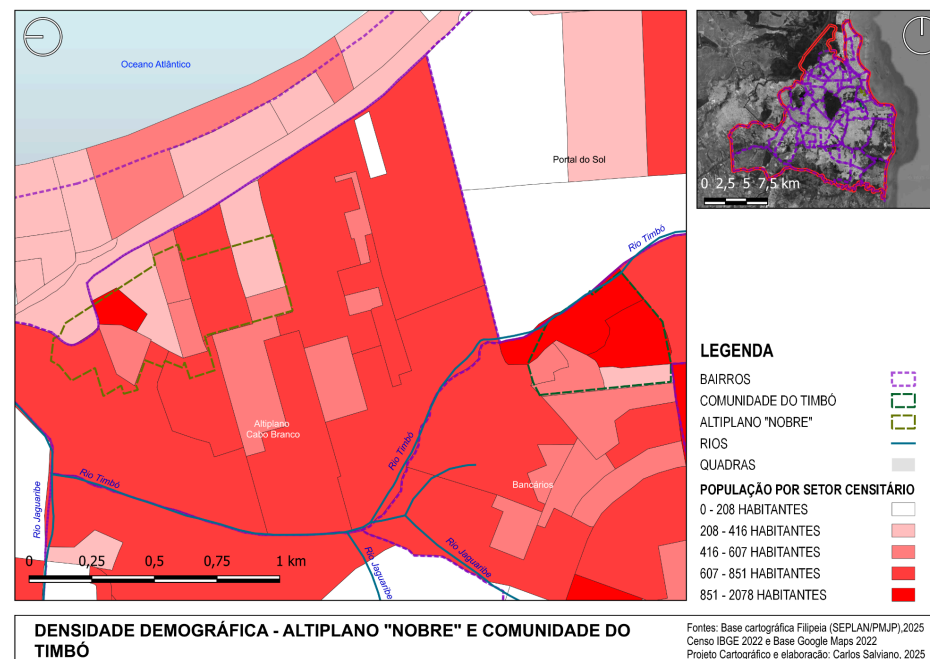 Oceano Atlântico
Portal do Sol
Rio Timbó
Altiplano
Cabo Branco
Rio Timbó
Bancários
Rio Timbó
Rio Jaguaribe
Rio Jaguaribe
Rio Jaguaribe
0 0,25 0,5 0,75 1 km
0 2,5 5 7,5 km
LEGENDA
BAIRROS
COMUNIDADE DO TIMBÓ
ALTIPLANO "NOBRE"
RIOS
QUADRAS
POPULAÇÃO POR SETOR CENSITÁRIO
0 - 208 HABITANTES
208 - 416 HABITANTES
416 - 607 HABITANTES
607 - 851 HABITANTES
851 - 2078 HABITANTES
DENSIDADE DEMOGRÁFICA - ALTIPLANO "NOBRE" E COMUNIDADE DO
TIMBÓ
Fontes: Base cartográfica Filipeia (SEPLAN/PMJP),2025
Censo IBGE 2022 e Base Google Maps 2022
Projeto Cartográfico e elaboração: Carlos Salviano, 2025